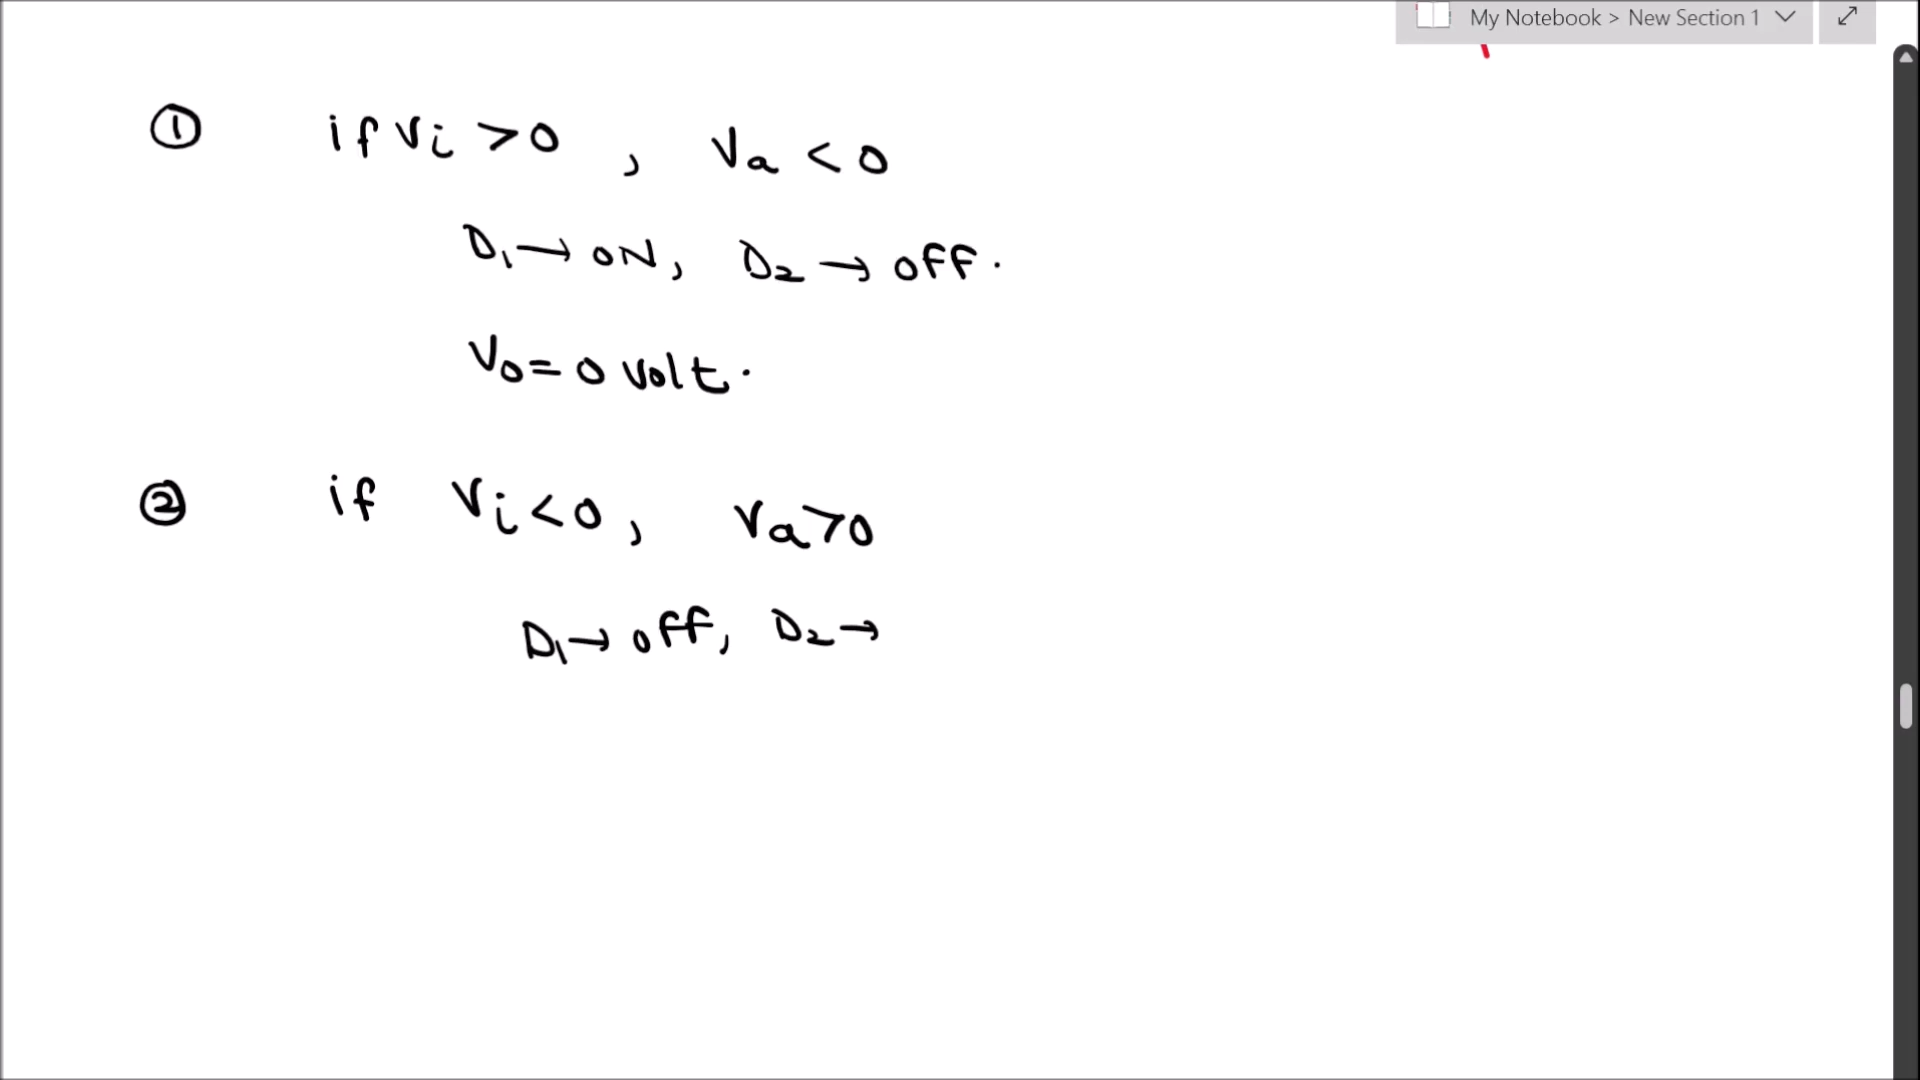 My Notebook > New Section 1
① if Vi >0 , Va < 0
D1 → ON, D2 → OFF.
Vo = 0 volt.
② if Vi <0, Va >0
D1 → OFF, D2 →